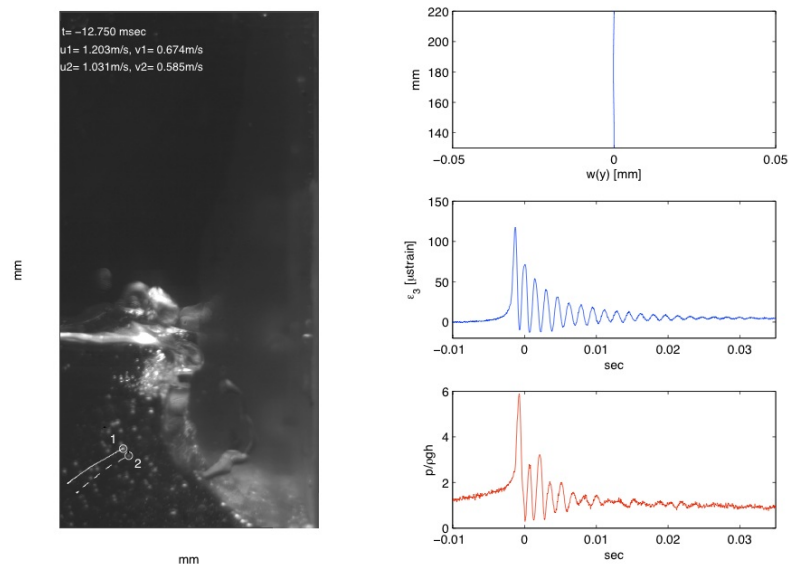 t= −12.750 msec
u1= 1.203m/s, v1= 0.674m/s
u2= 1.031m/s, v2= 0.585m/s
1
2
mm
mm
220
200
180
160
140
mm
−0.05
0
0.05
w(y) [mm]
150
100
50
0
ε₃ [μstrain]
−0.01
0
0.01
0.02
0.03
sec
6
4
2
0
p/ρgh
−0.01
0
0.01
0.02
0.03
sec